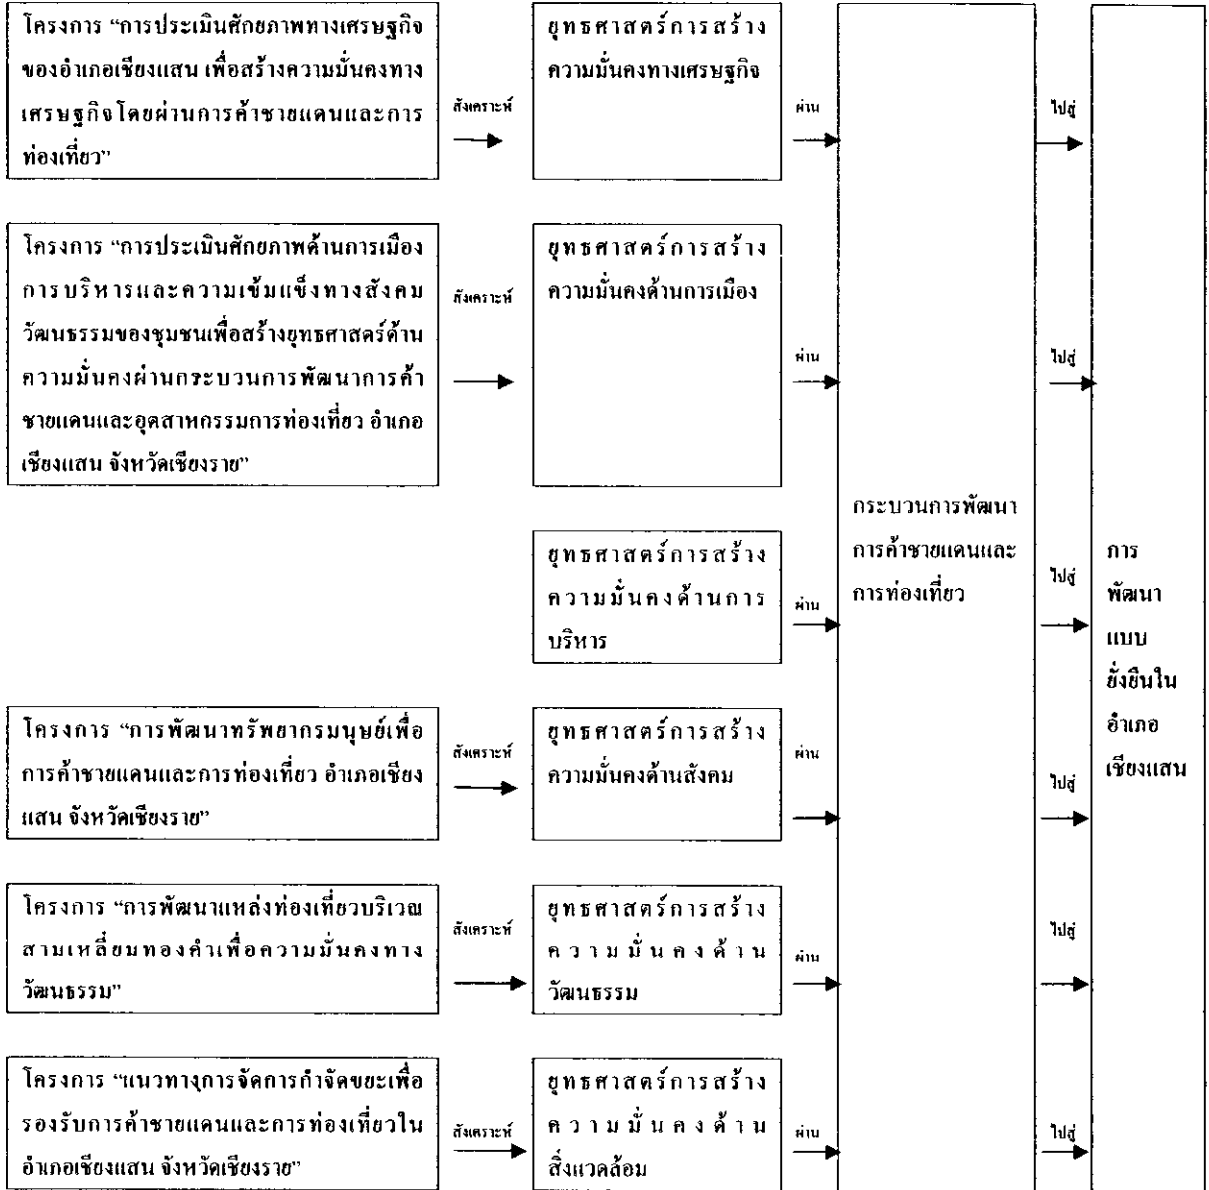 โครงการ “การประเมินศักยภาพทางเศรษฐกิจ
ของอำเภอเชียงแสน เพื่อสร้างความมั่นคงทาง
เศรษฐกิจโดยผ่านการค้าชายแดนและการ
ท่องเที่ยว”
สังเคราะห์
ยุทธศาสตร์การสร้าง
ความมั่นคงทางเศรษฐกิจ
ผ่าน
ไปสู่
โครงการ “การประเมินศักยภาพด้านการเมือง
การบริหารและความเข้มแข็งทางสังคม
วัฒนธรรมของชุมชนเพื่อสร้างยุทธศาสตร์ด้าน
ความมั่นคงผ่านกระบวนการพัฒนาการค้า
ชายแดนและอุตสาหกรรมการท่องเที่ยว อำเภอ
เชียงแสน จังหวัดเชียงราย”
สังเคราะห์
ยุทธศาสตร์การสร้าง
ความมั่นคงด้านการเมือง
ผ่าน
ไปสู่
ยุทธศาสตร์การสร้าง
ความมั่นคงด้านการ
บริหาร
ผ่าน
กระบวนการพัฒนา
การค้าชายแดนและ
การท่องเที่ยว
ไปสู่
การ
พัฒนา
แบบ
ยั่งยืนใน
อำเภอ
เชียงแสน
โครงการ “การพัฒนาทรัพยากรมนุษย์เพื่อ
การค้าชายแดนและการท่องเที่ยว อำเภอเชียง
แสน จังหวัดเชียงราย”
สังเคราะห์
ยุทธศาสตร์การสร้าง
ความมั่นคงด้านสังคม
ผ่าน
ไปสู่
โครงการ “การพัฒนาแหล่งท่องเที่ยวบริเวณ
สามเหลี่ยมทองคำเพื่อความมั่นคงทาง
วัฒนธรรม”
สังเคราะห์
ยุทธศาสตร์การสร้าง
ความมั่นคงด้าน
วัฒนธรรม
ผ่าน
ไปสู่
โครงการ “แนวทางการจัดการกำจัดขยะเพื่อ
รองรับการค้าชายแดนและการท่องเที่ยวใน
อำเภอเชียงแสน จังหวัดเชียงราย”
สังเคราะห์
ยุทธศาสตร์การสร้าง
ความมั่นคงด้าน
สิ่งแวดล้อม
ผ่าน
ไปสู่